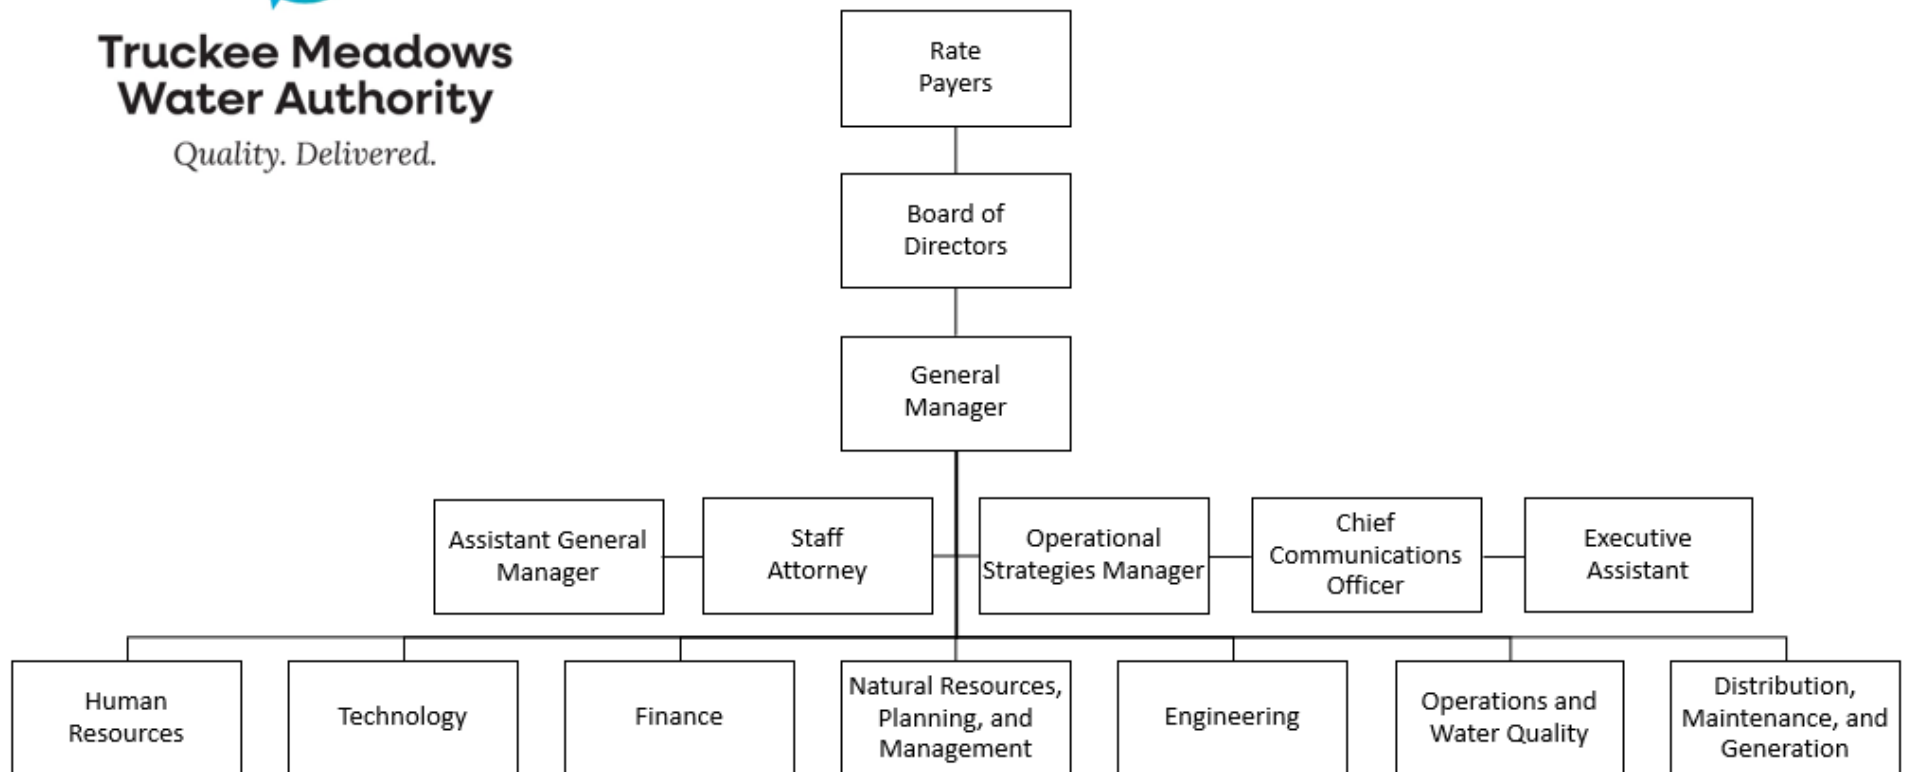 Truckee Meadows
Water Authority
Quality. Delivered.
Rate
Payers
Board of
Directors
General
Manager
Assistant General
Manager
Staff
Attorney
Operational
Strategies Manager
Chief
Communications
Officer
Executive
Assistant
Human
Resources
Technology
Finance
Natural Resources,
Planning, and
Management
Engineering
Operations and
Water Quality
Distribution,
Maintenance, and
Generation